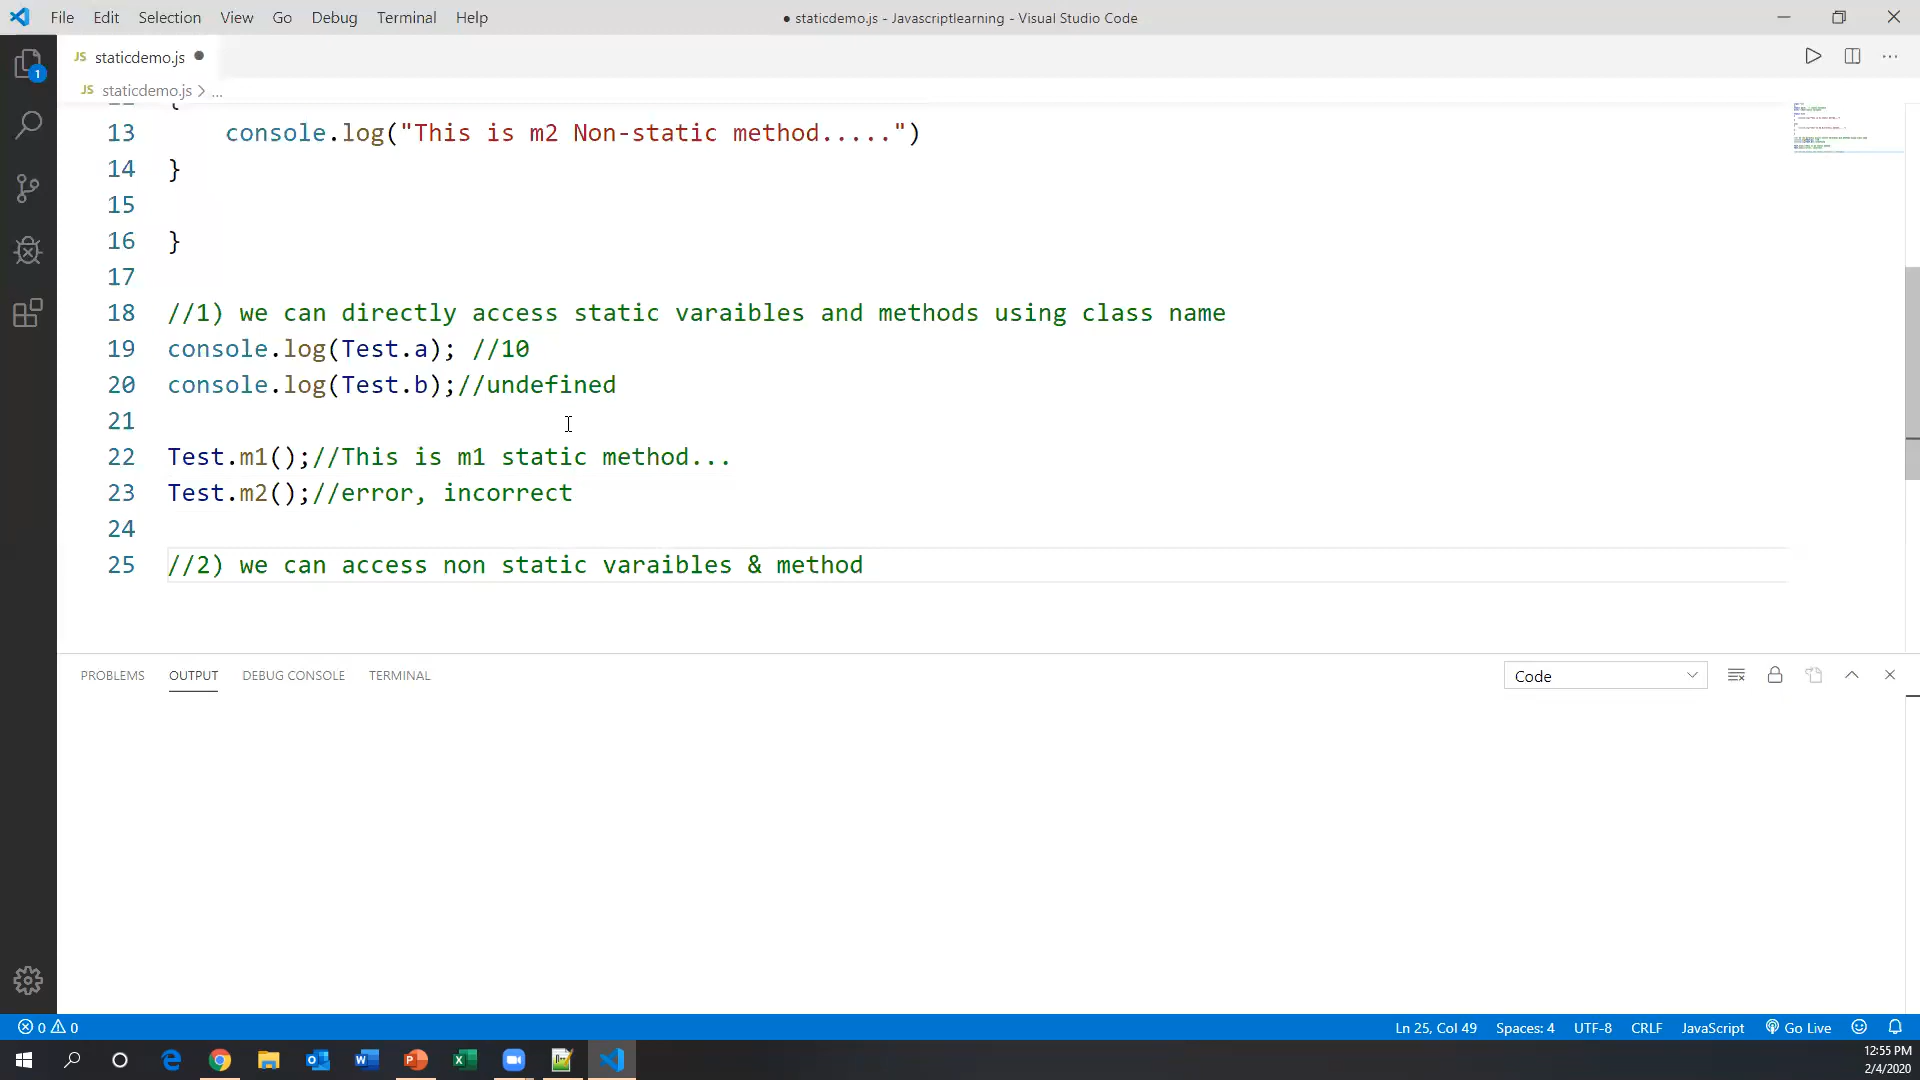 File Edit Selection View Go Debug Terminal Help
● staticdemo.js - Javascriptlearning - Visual Studio Code
JS staticdemo.js ●
JS staticdemo.js > ...
1
{
13 console.log("This is m2 Non-static method.....")
14 }
15
16 }
17
18 //1) we can directly access static varaibles and methods using class name
19 console.log(Test.a); //10
20 console.log(Test.b);//undefined
21
22 Test.m1();//This is m1 static method...
23 Test.m2();//error, incorrect
24
25 //2) we can access non static varaibles & method
PROBLEMS OUTPUT DEBUG CONSOLE TERMINAL
Code
0 0
Ln 25, Col 49 Spaces: 4 UTF-8 CRLF JavaScript Go Live
12:55 PM
2/4/2020